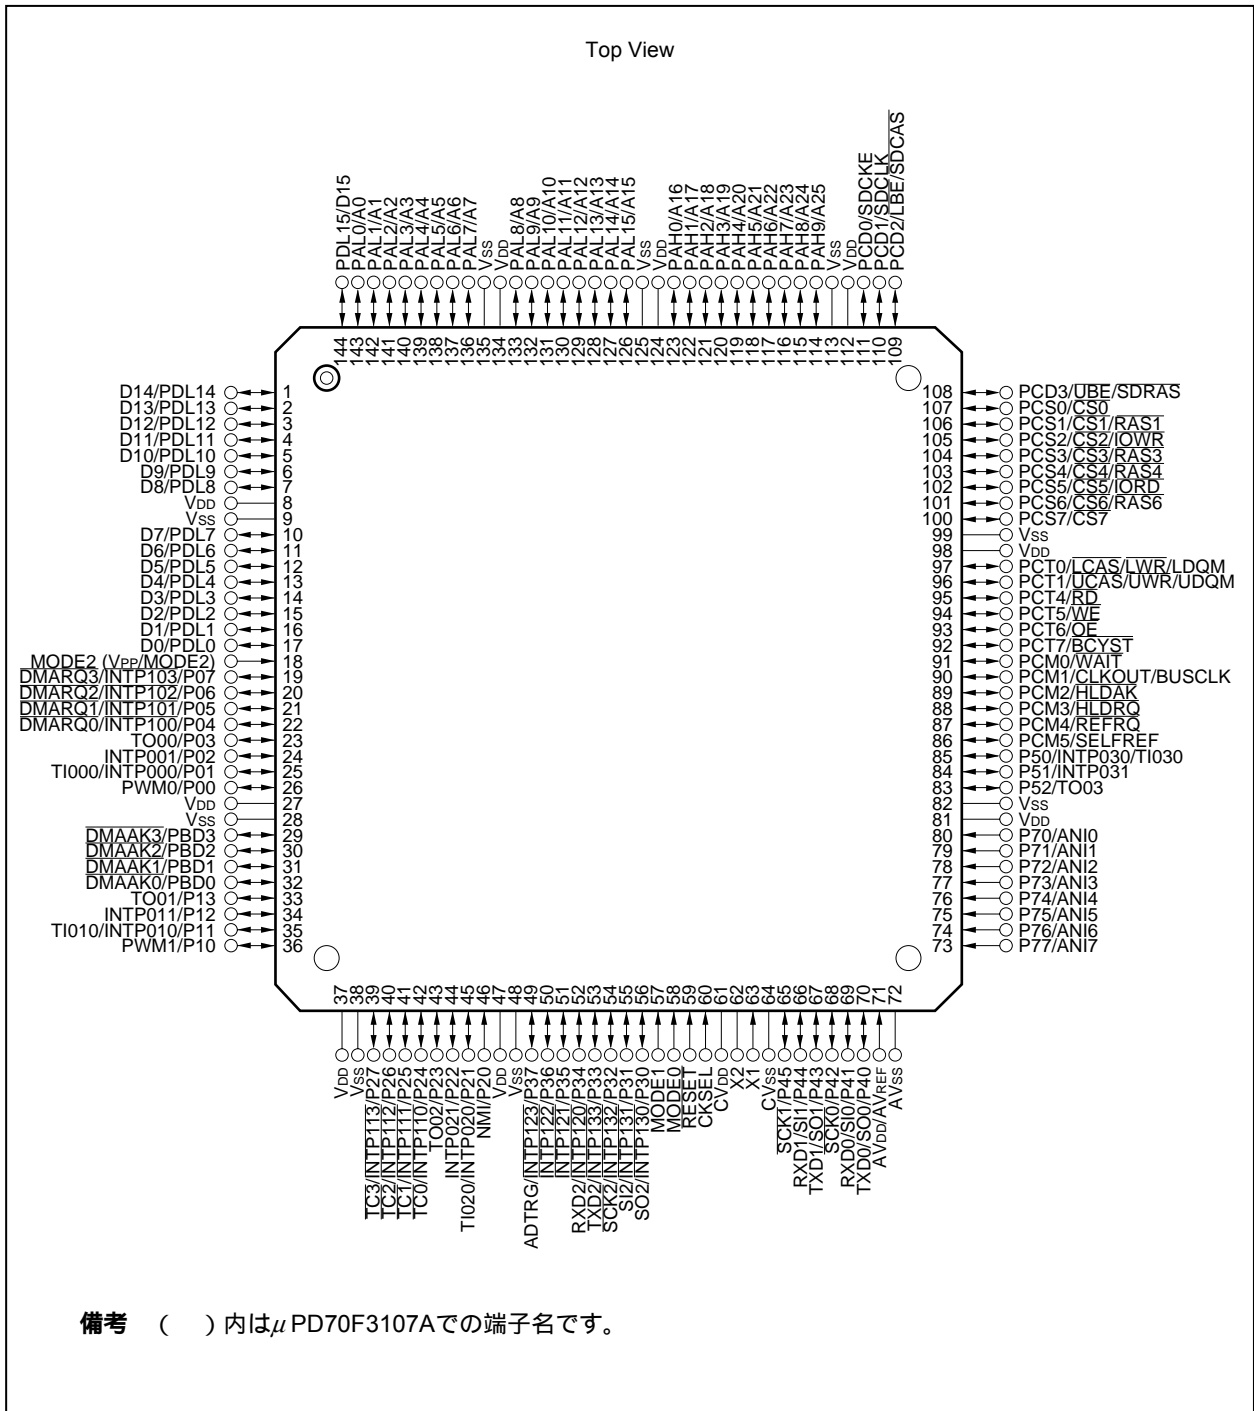 Top View
PDL15/D15
PAL0/A0
PAL1/A1
PAL2/A2
PAL3/A3
PAL4/A4
PAL5/A5
PAL6/A6
PAL7/A7
VSS
VDD
PAL8/A8
PAL9/A9
PAL10/A10
PAL11/A11
PAL12/A12
PAL13/A13
PAL14/A14
PAL15/A15
VSS
VDD
PAH0/A16
PAH1/A17
PAH2/A18
PAH3/A19
PAH4/A20
PAH5/A21
PAH6/A22
PAH7/A23
PAH8/A24
PAH9/A25
VSS
VDD
PCD0/SDCKE
PCD1/SDCLK
PCD2/LBE/SDCAS
144 143 142 141 140 139 138 137 136 135 134 133 132 131 130 129 128 127 126 125 124 123 122 121 120 119 118 117 116 115 114 113 112 111 110 109
D14/PDL14 1
D13/PDL13 2
D12/PDL12 3
D11/PDL11 4
D10/PDL10 5
D9/PDL9 6
D8/PDL8 7
VDD 8
VSS 9
D7/PDL7 10
D6/PDL6 11
D5/PDL5 12
D4/PDL4 13
D3/PDL3 14
D2/PDL2 15
D1/PDL1 16
D0/PDL0 17
MODE2 (VPP/MODE2) 18
DMARQ3/INTP103/P07 19
DMARQ2/INTP102/P06 20
DMARQ1/INTP101/P05 21
DMARQ0/INTP100/P04 22
TO00/P03 23
INTP001/P02 24
TI000/INTP000/P01 25
PWM0/P00 26
VDD 27
VSS 28
DMAAK3/PBD3 29
DMAAK2/PBD2 30
DMAAK1/PBD1 31
DMAAK0/PBD0 32
TO01/P13 33
INTP011/P12 34
TI010/INTP010/P11 35
PWM1/P10 36
108 PCD3/UBE/SDRAS
107 PCS0/CS0
106 PCS1/CS1/RAS1
105 PCS2/CS2/IOWR
104 PCS3/CS3/RAS3
103 PCS4/CS4/RAS4
102 PCS5/CS5/IORD
101 PCS6/CS6/RAS6
100 PCS7/CS7
99 VSS
98 VDD
97 PCT0/LCAS/LWR/LDQM
96 PCT1/UCAS/UWR/UDQM
95 PCT4/RD
94 PCT5/WE
93 PCT6/OE
92 PCT7/BCYST
91 PCM0/WAIT
90 PCM1/CLKOUT/BUSCLK
89 PCM2/HLDAK
88 PCM3/HLDRQ
87 PCM4/REFRQ
86 PCM5/SELFREF
85 P50/INTP030/TI030
84 P51/INTP031
83 P52/TO03
82 VSS
81 VDD
80 P70/ANI0
79 P71/ANI1
78 P72/ANI2
77 P73/ANI3
76 P74/ANI4
75 P75/ANI5
74 P76/ANI6
73 P77/ANI7
37 38 39 40 41 42 43 44 45 46 47 48 49 50 51 52 53 54 55 56 57 58 59 60 61 62 63 64 65 66 67 68 69 70 71 72
VDD
VSS
TC3/INTP113/P27
TC2/INTP112/P26
TC1/INTP111/P25
TC0/INTP110/P24
TO02/P23
INTP021/P22
TI020/INTP020/P21
NMI/P20
VDD
VSS
ADTRG/INTP123/P37
INTP122/P36
INTP121/P35
RXD2/INTP120/P34
TXD2/INTP133/P33
SCK2/INTP132/P32
SI2/INTP131/P31
SO2/INTP130/P30
MODE1
MODE0
RESET
CKSEL
CVDD
X2
X1
CVSS
SCK1/P45
RXD1/SI1/P44
TXD1/SO1/P43
SCK0/P42
RXD0/SI0/P41
TXD0/SO0/P40
AVDD/AVREF
AVSS
備考 （ ）内はμPD70F3107Aでの端子名です。